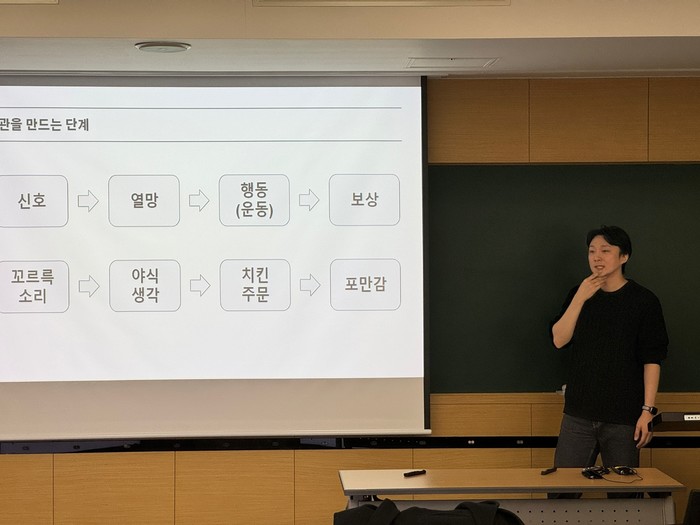 관을 만드는 단계
신호
열망
행동
(운동)
보상
꼬르륵
소리
야식
생각
치킨
주문
포만감